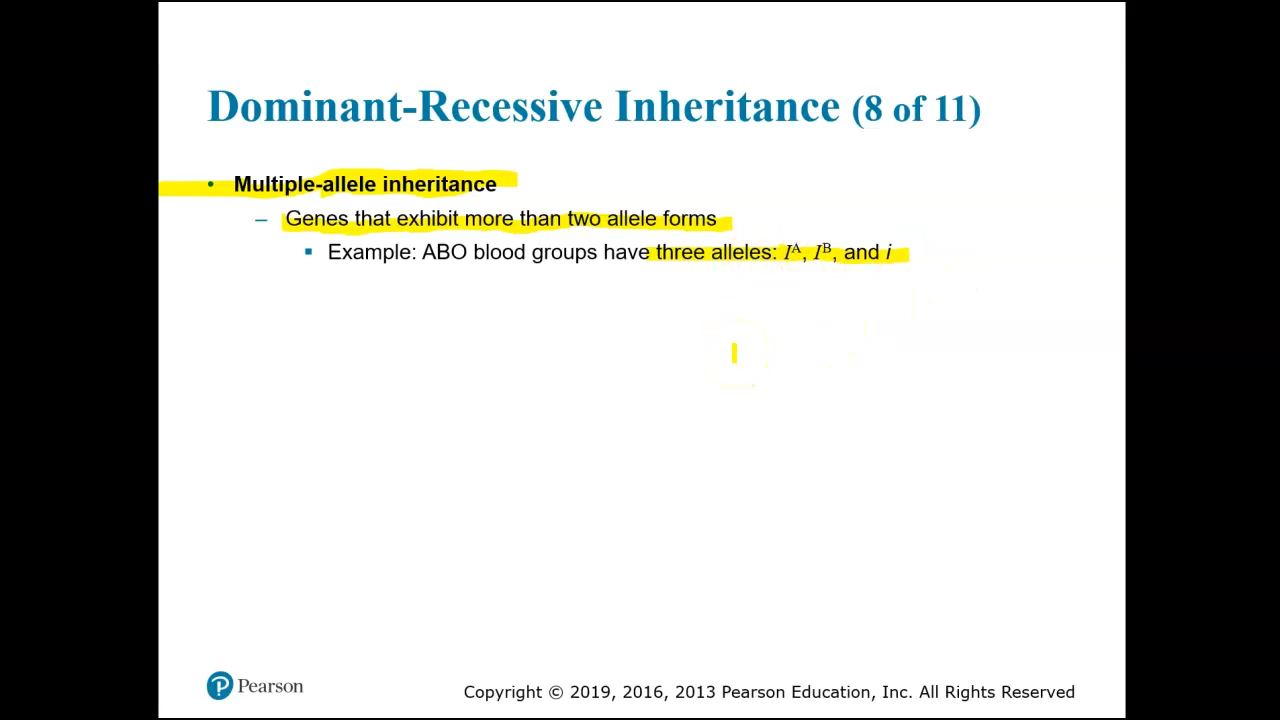 Dominant-Recessive Inheritance (8 of 11)
• Multiple-allele inheritance
– Genes that exhibit more than two allele forms
▪ Example: ABO blood groups have three alleles: Iᴬ, Iᴮ, and i
Pearson
Copyright © 2019, 2016, 2013 Pearson Education, Inc. All Rights Reserved